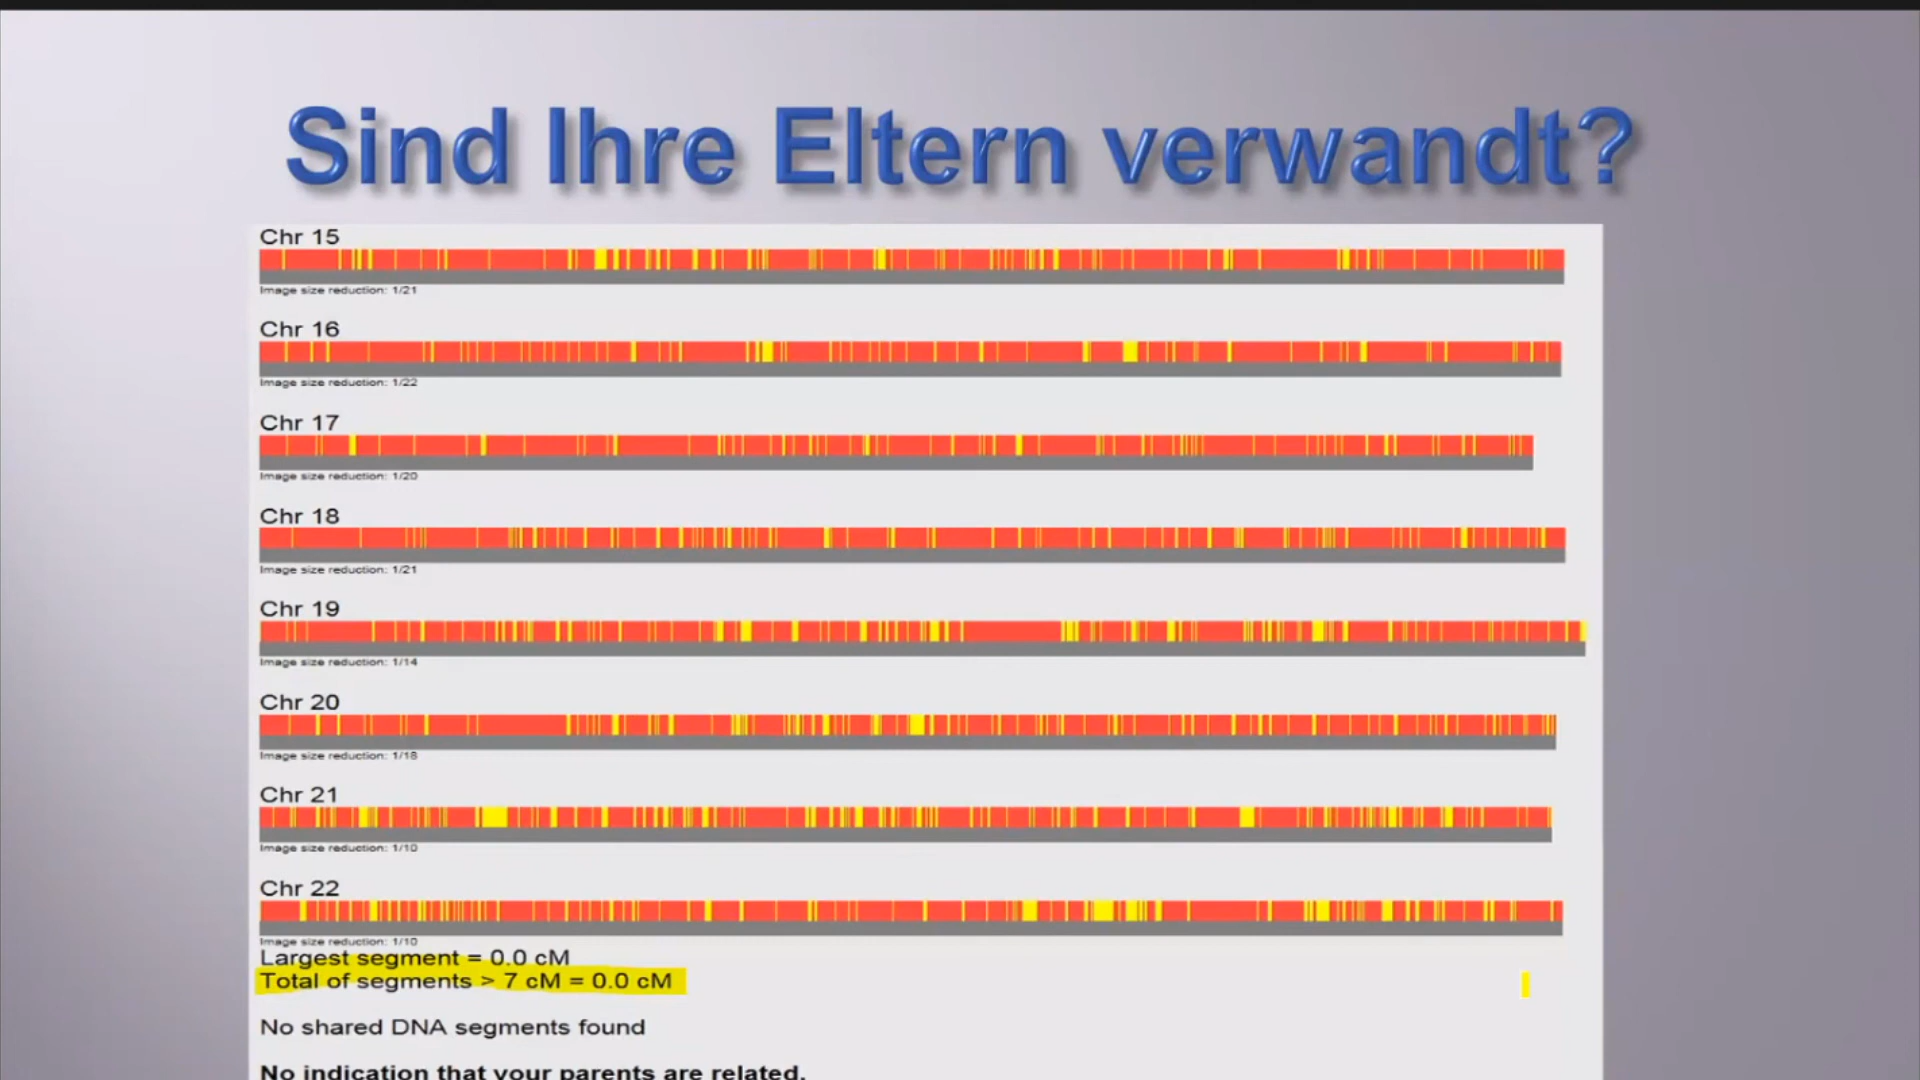 Sind Ihre Eltern verwandt?
Chr 15
Image size reduction: 1/21
Chr 16
Image size reduction: 1/22
Chr 17
Image size reduction: 1/20
Chr 18
Image size reduction: 1/21
Chr 19
Image size reduction: 1/14
Chr 20
Image size reduction: 1/18
Chr 21
Image size reduction: 1/10
Chr 22
Image size reduction: 1/10
Largest segment = 0.0 cM
Total of segments > 7 cM = 0.0 cM
No shared DNA segments found
No indication that your parents are related.